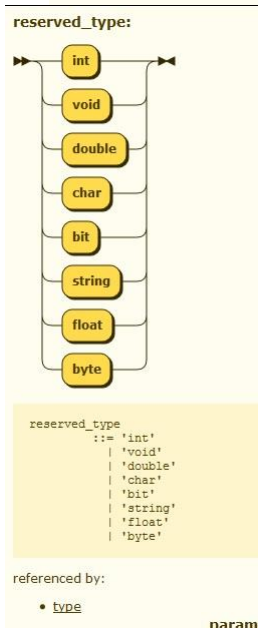 reserved_type:
int
void
double
char
bit
string
float
byte
reserved_type
::= 'int'
| 'void'
| 'double'
| 'char'
| 'bit'
| 'string'
| 'float'
| 'byte'
referenced by:
• type
param